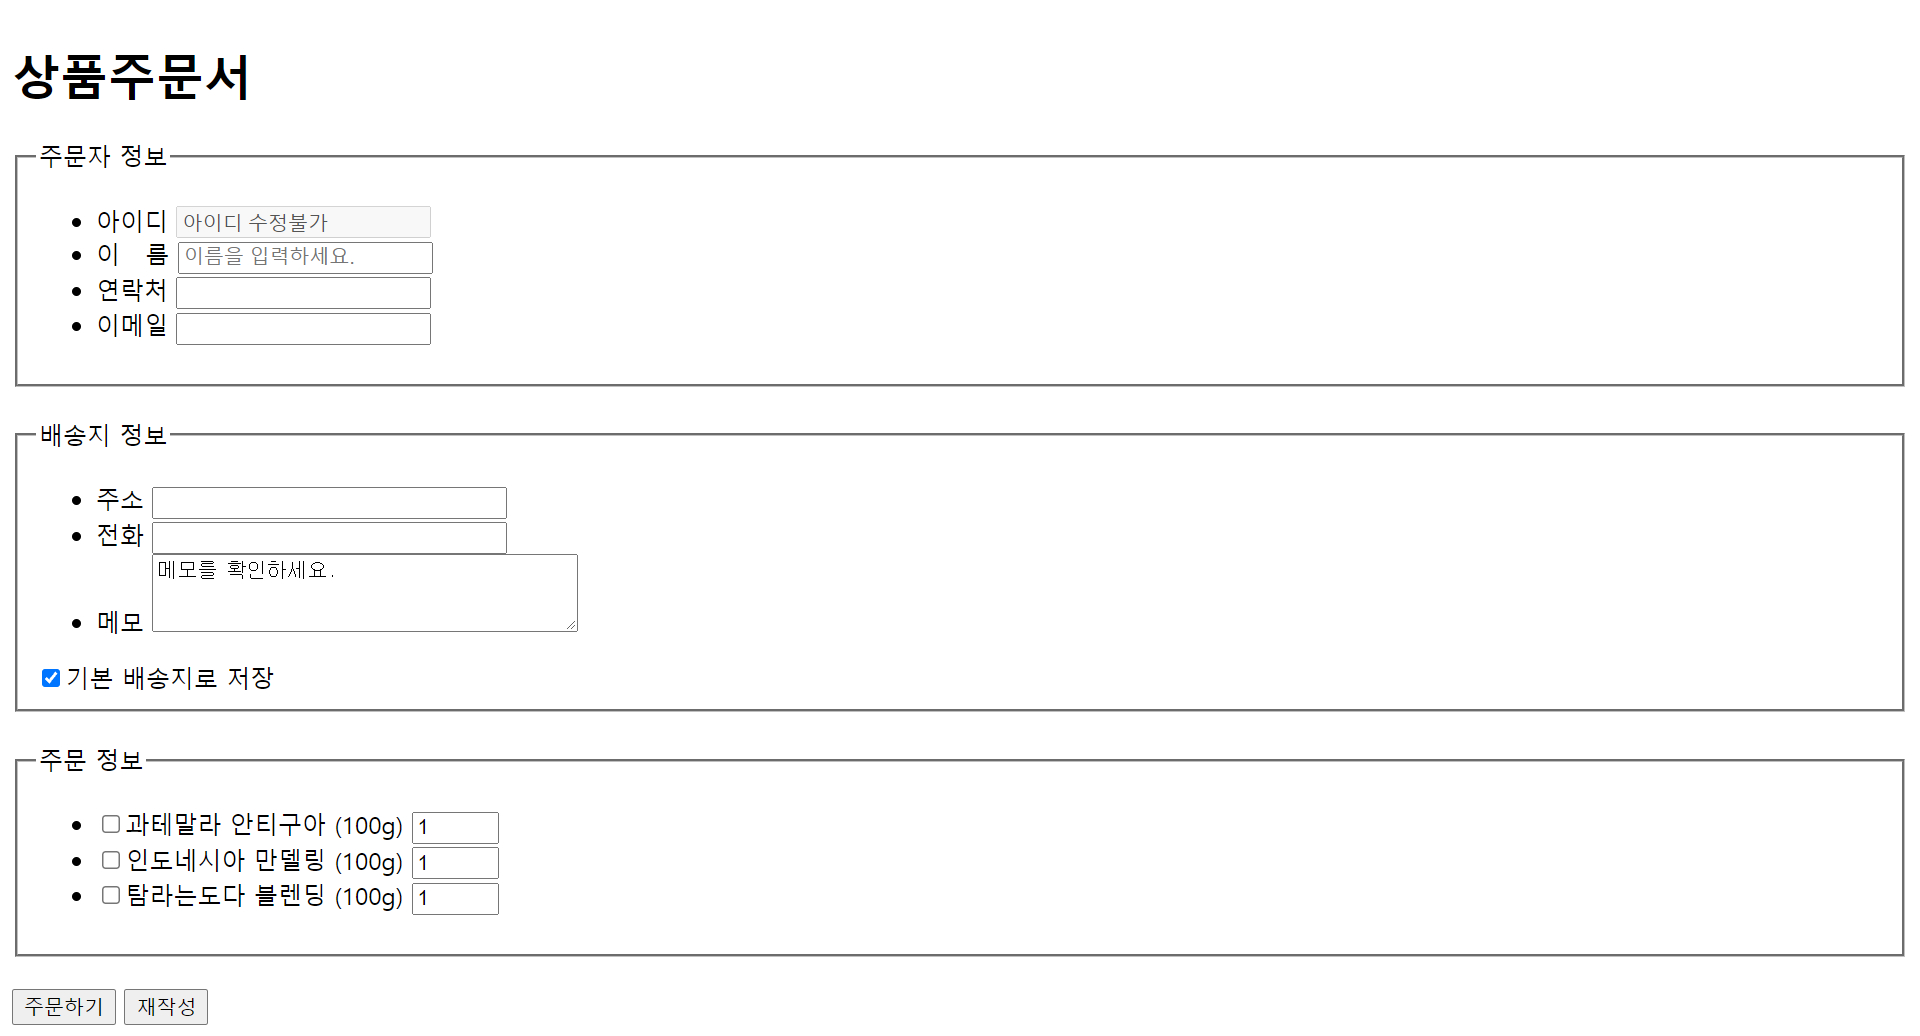 상품주문서
주문자 정보
아이디 아이디 수정불가
이 름 이름을 입력하세요.
연락처
이메일
배송지 정보
주소
전화
메모 메모를 확인하세요.
기본 배송지로 저장
주문 정보
과테말라 안티구아 (100g) 1
인도네시아 만델링 (100g) 1
탐라는도다 블렌딩 (100g) 1
주문하기 재작성